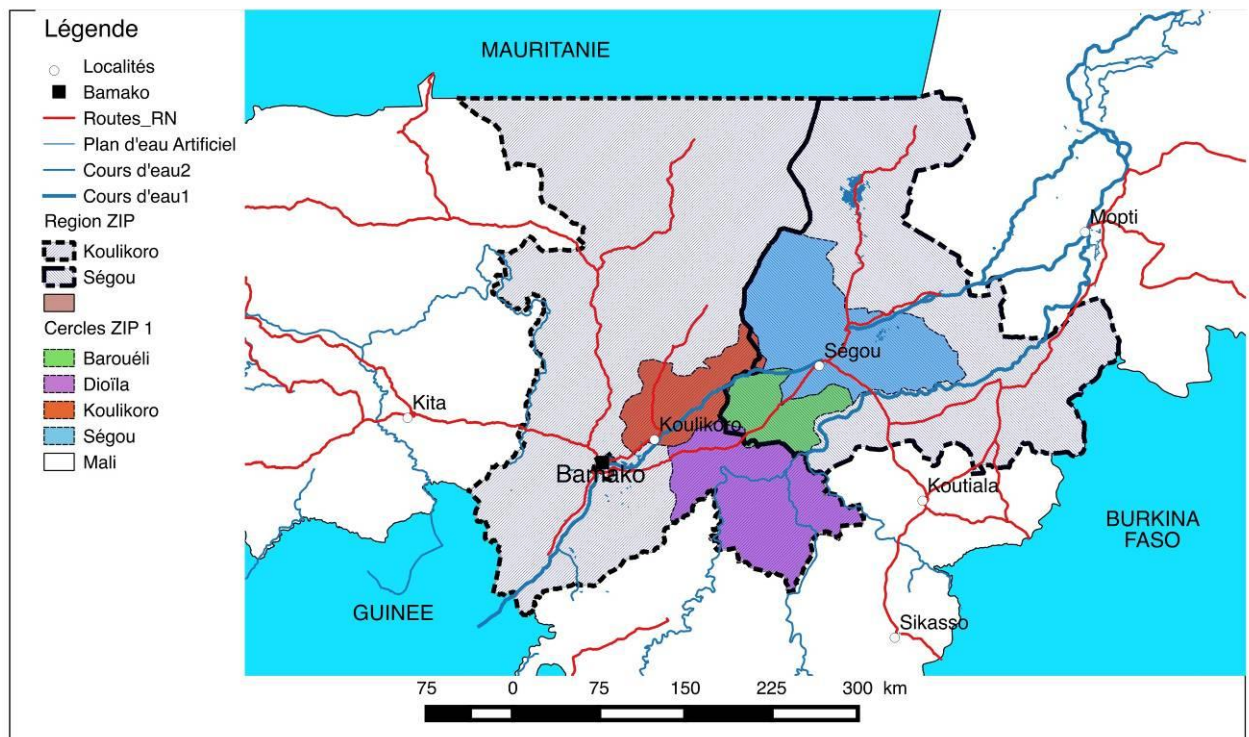 Légende
Localités
Bamako
Routes_RN
Plan d'eau Artificiel
Cours d'eau2
Cours d'eau1
Region ZIP
Koulikoro
Ségou
Cercles ZIP 1
Barouéli
Dioïla
Koulikoro
Ségou
Mali
MAURITANIE
Mopti
Ségou
Kita
Koulikoro
Bamako
Koutiala
BURKINA
FASO
GUINEE
Sikasso
75 0 75 150 225 300 km